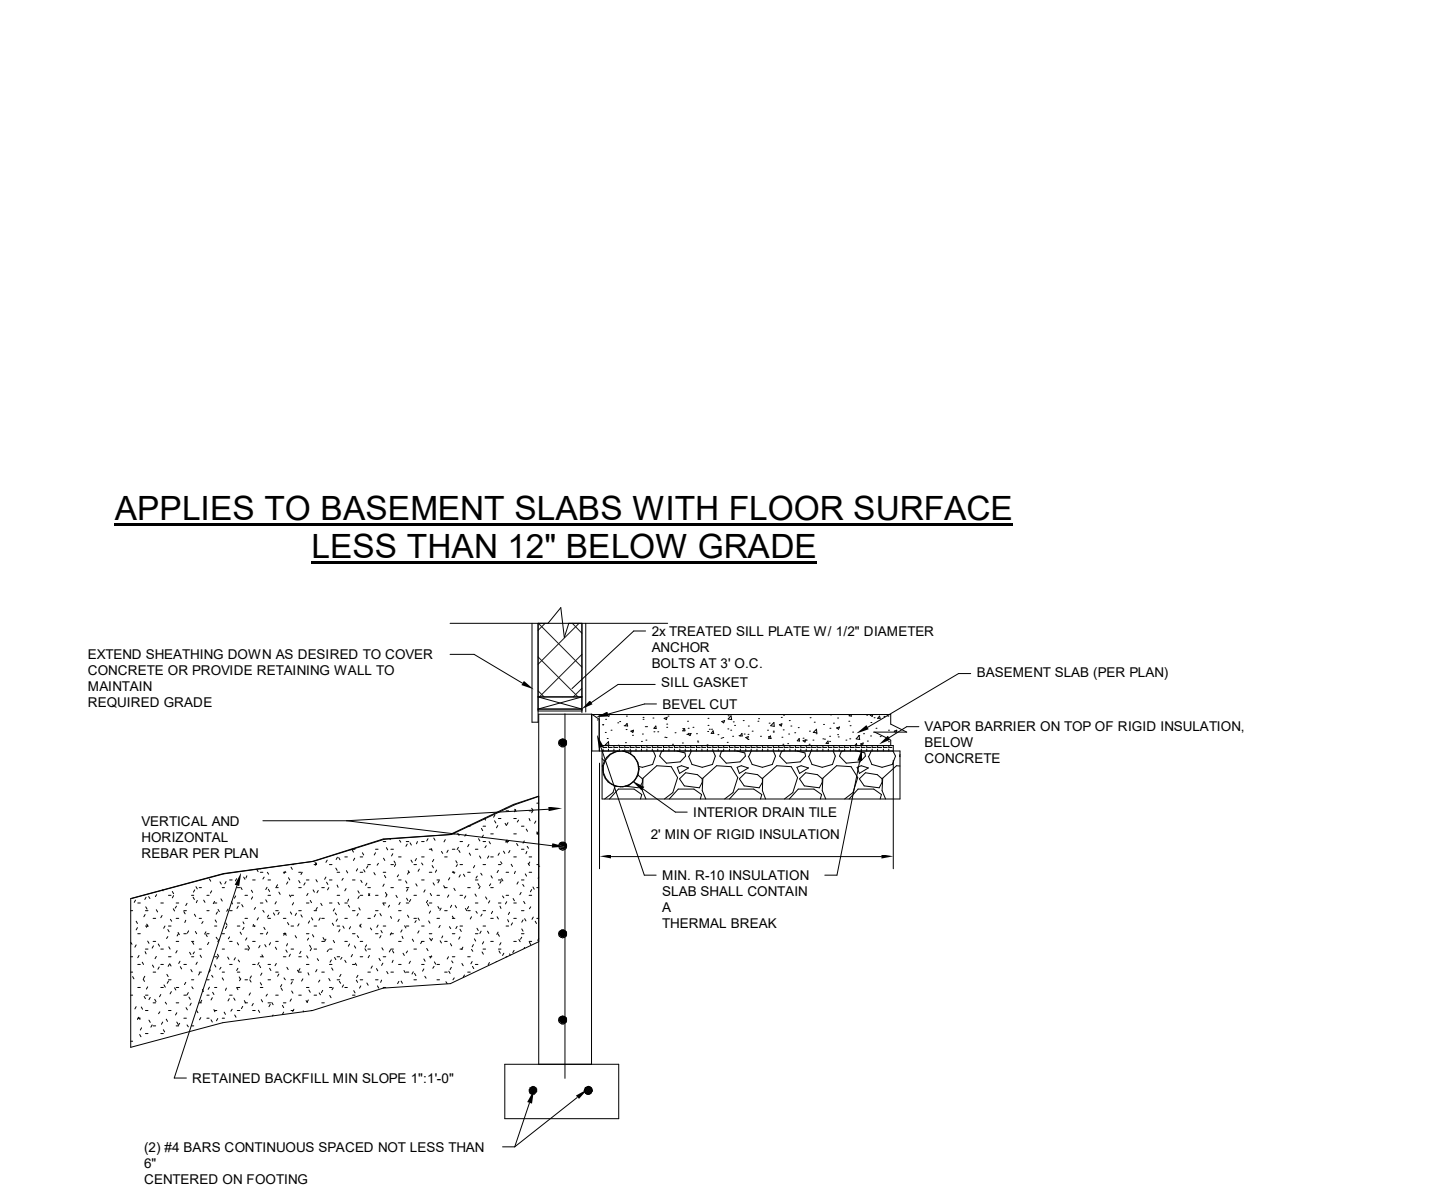 APPLIES TO BASEMENT SLABS WITH FLOOR SURFACE
LESS THAN 12" BELOW GRADE
2x TREATED SILL PLATE W/ 1/2" DIAMETER
ANCHOR
BOLTS AT 3' O.C.
EXTEND SHEATHING DOWN AS DESIRED TO COVER
CONCRETE OR PROVIDE RETAINING WALL TO
MAINTAIN
REQUIRED GRADE
BASEMENT SLAB (PER PLAN)
SILL GASKET
BEVEL CUT
VAPOR BARRIER ON TOP OF RIGID INSULATION,
BELOW
CONCRETE
INTERIOR DRAIN TILE
VERTICAL AND
HORIZONTAL
REBAR PER PLAN
2' MIN OF RIGID INSULATION
MIN. R-10 INSULATION
SLAB SHALL CONTAIN
A
THERMAL BREAK
RETAINED BACKFILL MIN SLOPE 1":1'-0"
(2) #4 BARS CONTINUOUS SPACED NOT LESS THAN
6"
CENTERED ON FOOTING